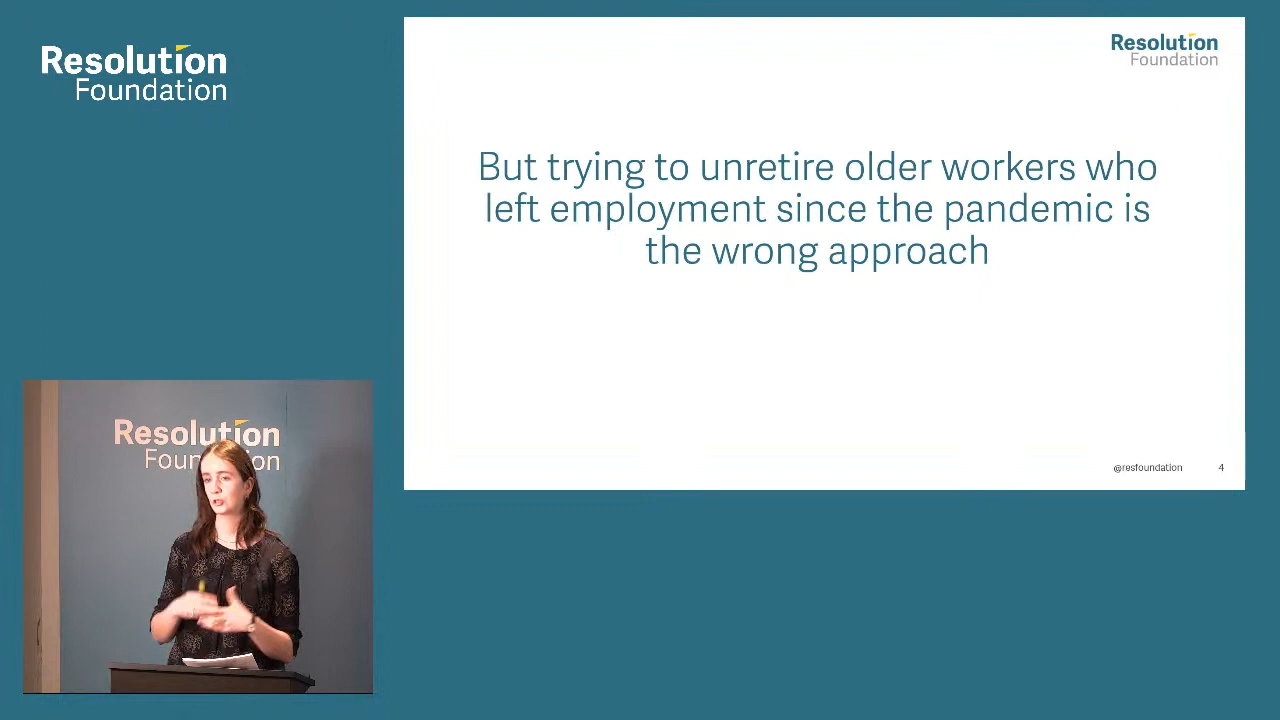 Resolution
Foundation
Resolution
Foundation
But trying to unretire older workers who
left employment since the pandemic is
the wrong approach
@resfoundation 4
Resolution